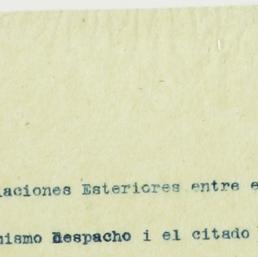 laciones Esteriores entre e
mismo Despacho i el citado